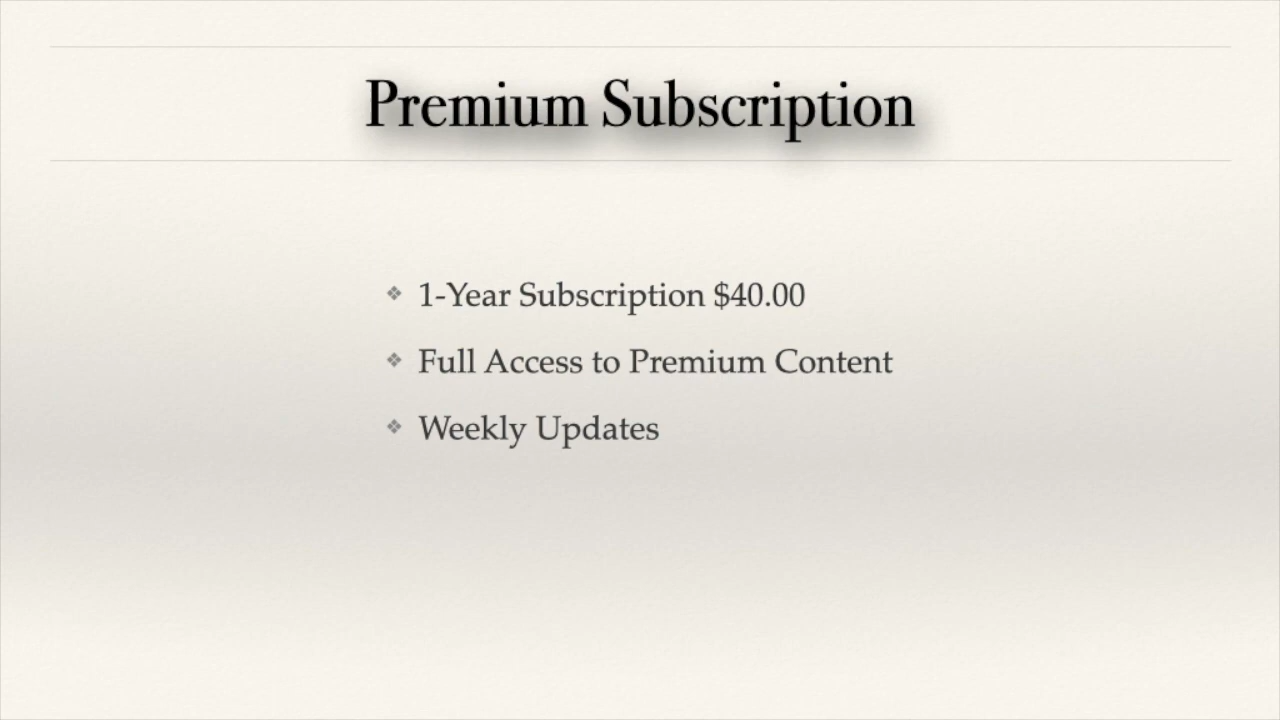 Premium Subscription
❖ 1-Year Subscription $40.00
❖ Full Access to Premium Content
❖ Weekly Updates